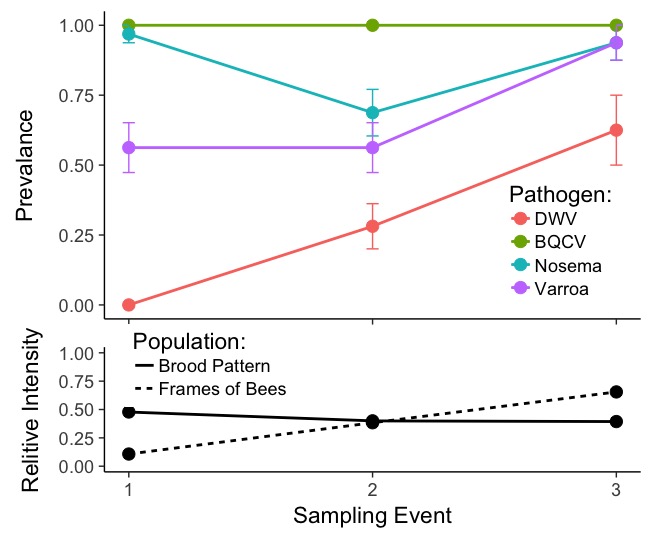 1.00
0.75
0.50
0.25
0.00
Prevalance
Pathogen:
DWV
BQCV
Nosema
Varroa
Relitive Intensity
1.00
0.75
0.50
0.25
0.00
Population:
Brood Pattern
Frames of Bees
1 2 3
Sampling Event